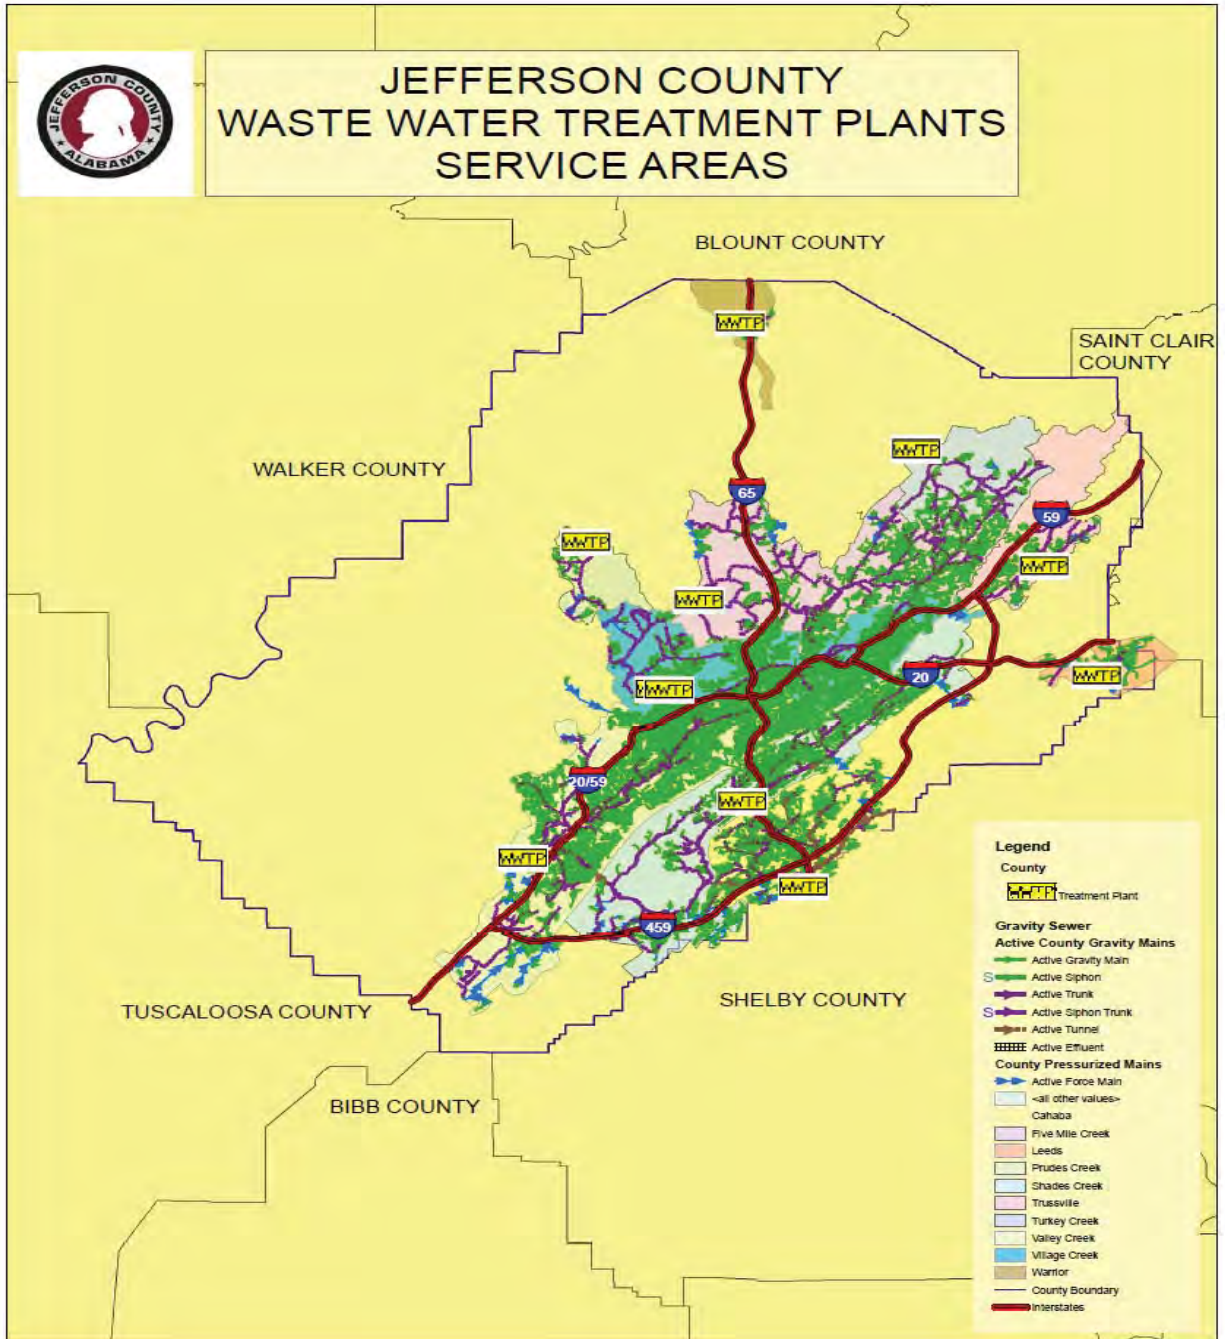 JEFFERSON COUNTY
ALABAMA
JEFFERSON COUNTY
WASTE WATER TREATMENT PLANTS
SERVICE AREAS
BLOUNT COUNTY
SAINT CLAIR
COUNTY
WWTP
WALKER COUNTY
WWTP
65
59
WWTP
WWTP
WWTP
20
WWTP
WWTP
20/59
WWTP
WWTP
WWTP
459
SHELBY COUNTY
TUSCALOOSA COUNTY
BIBB COUNTY
Legend
County
WWTP Treatment Plant
Gravity Sewer
Active County Gravity Mains
Active Gravity Main
S Active Siphon
Active Trunk
S Active Siphon Trunk
Active Tunnel
Active Effluent
County Pressurized Mains
Active Force Main
<all other values>
Cahaba
Five Mile Creek
Leeds
Prudes Creek
Shades Creek
Trussville
Turkey Creek
Valley Creek
Village Creek
Warrior
County Boundary
Interstates